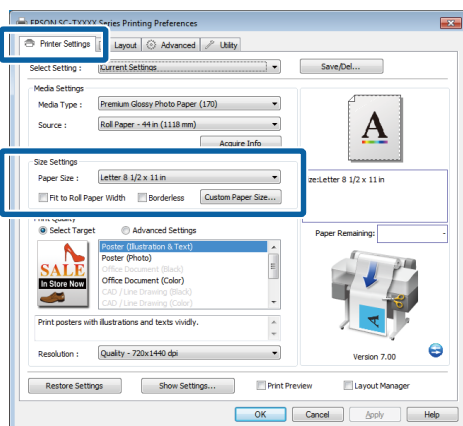 EPSON SC-TXXXX Series Printing Preferences
Printer Settings Layout Advanced Utility
Select Setting : Current Settings Save/Del...
Media Settings
Media Type : Premium Glossy Photo Paper (170)
Source : Roll Paper - 44 in (1118 mm)
Acquire Info
A
Size Settings
Paper Size : Letter 8 1/2 x 11 in
ze:Letter 8 1/2 x 11 in
Fit to Roll Paper Width Borderless Custom Paper Size...
Print Quality
Select Target Advanced Settings
Paper Remaining: -
SALE
In Store Now
Poster (Illustration & Text)
Poster (Photo)
Office Document (Black)
Office Document (Color)
CAD / Line Drawing (Black)
CAD / Line Drawing (Color)
Print posters with illustrations and texts vividly.
Resolution : Quality - 720x1440 dpi
Version 7.00
Restore Settings Show Settings... Print Preview Layout Manager
OK Cancel Apply Help